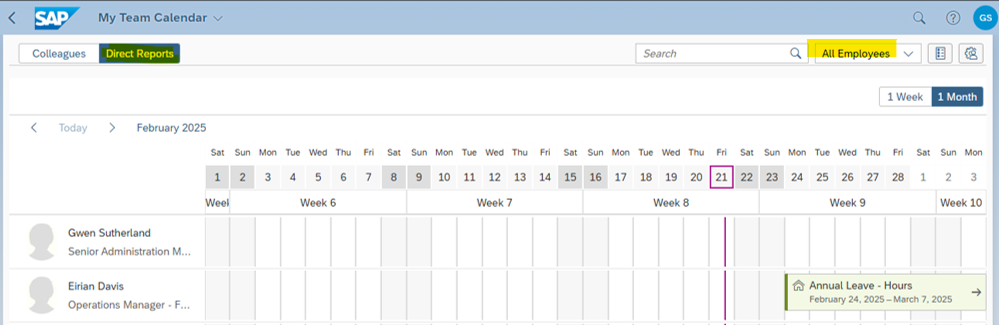 SAP My Team Calendar GS
Colleagues Direct Reports Search All Employees
1 Week 1 Month
Today February 2025
Sat Sun Mon Tue Wed Thu Fri Sat Sun Mon Tue Wed Thu Fri Sat Sun Mon Tue Wed Thu Fri Sat Sun Mon Tue Wed Thu Fri Sat Sun Mon
1 2 3 4 5 6 7 8 9 10 11 12 13 14 15 16 17 18 19 20 21 22 23 24 25 26 27 28 1 2 3
Week Week 6 Week 7 Week 8 Week 9 Week 10
Gwen Sutherland
Senior Administration M...
Eirian Davis
Operations Manager - F...
Annual Leave - Hours
February 24, 2025 – March 7, 2025